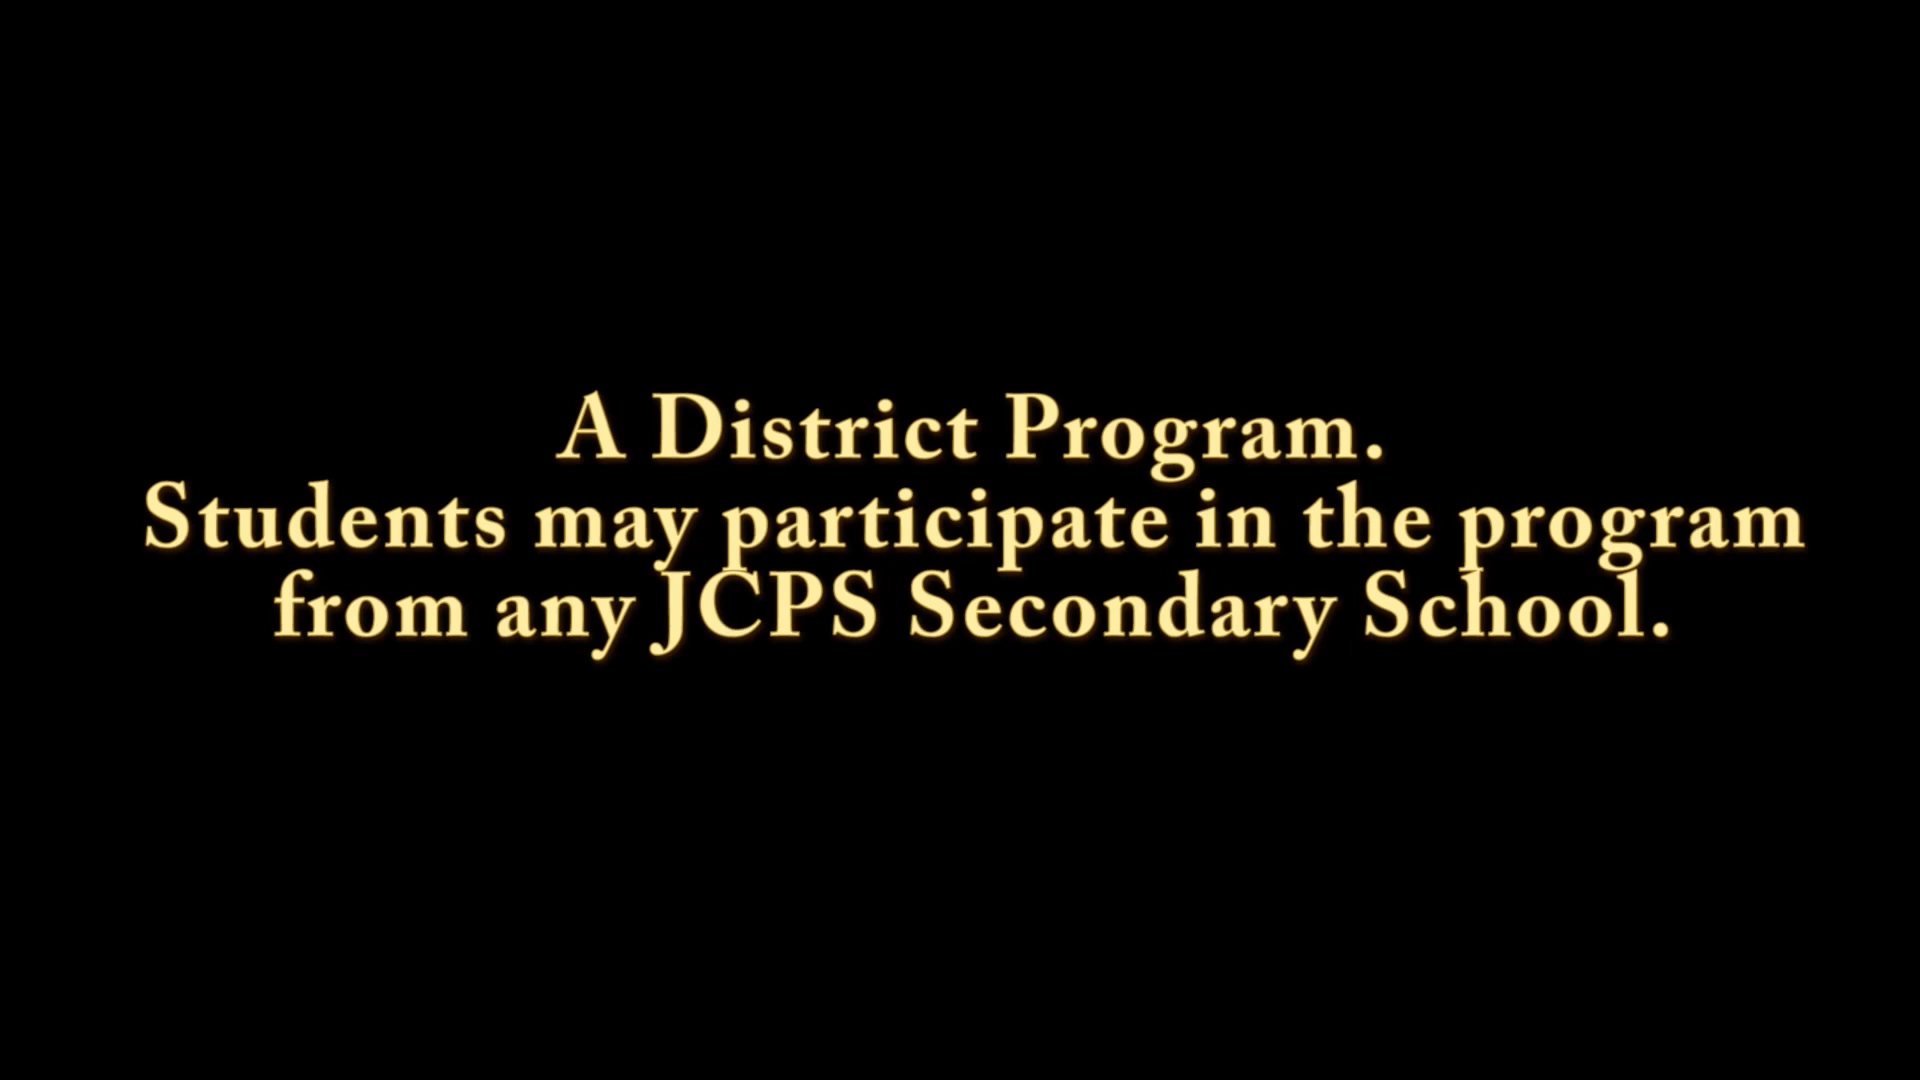 A District Program.
Students may participate in the program
from any JCPS Secondary School.